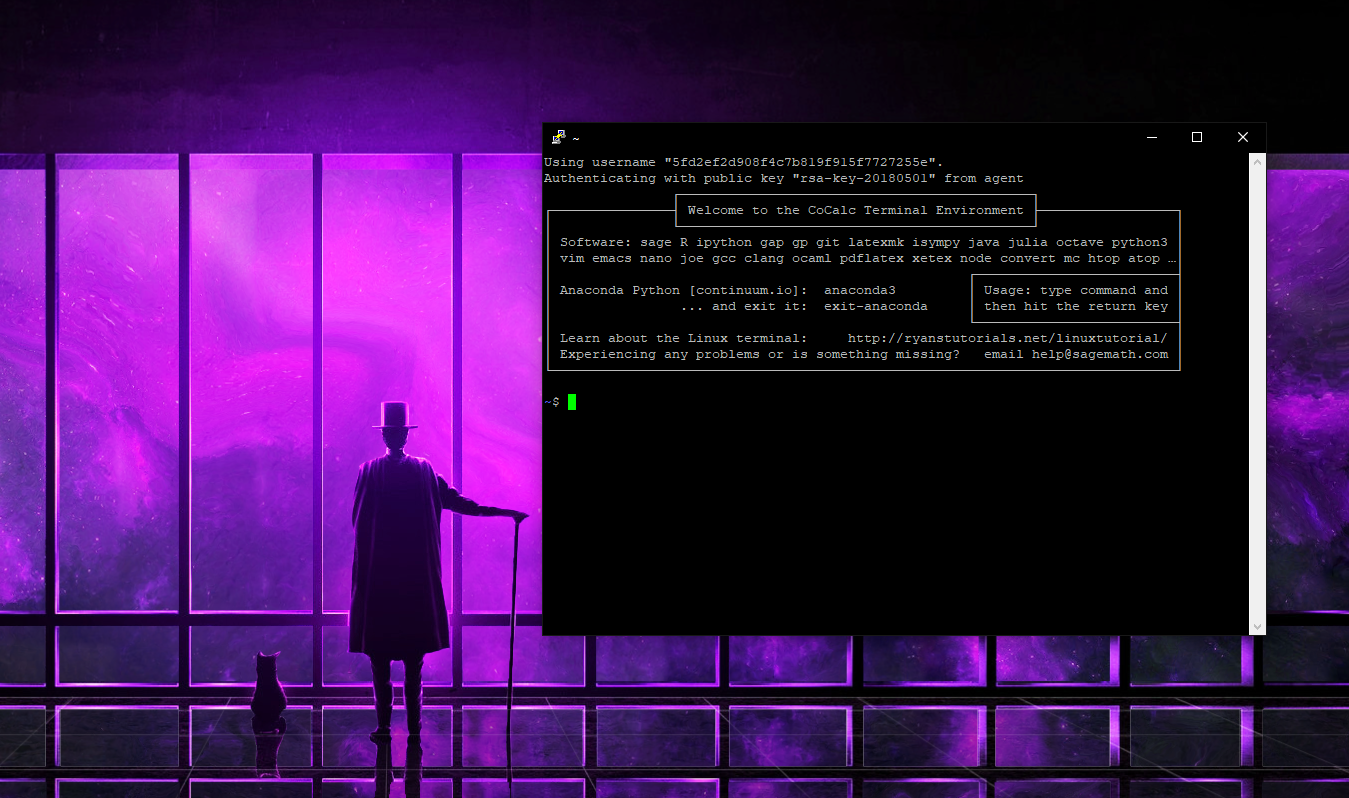 ~
Using username "5fd2ef2d908f4c7b819f915f7727255e".
Authenticating with public key "rsa-key-20180501" from agent
Welcome to the CoCalc Terminal Environment
Software: sage R ipython gap gp git latexmk isympy java julia octave python3
vim emacs nano joe gcc clang ocaml pdflatex xetex node convert mc htop atop …
Anaconda Python [continuum.io]:  anaconda3
... and exit it:  exit-anaconda
Usage: type command and
then hit the return key
Learn about the Linux terminal:     http://ryanstutorials.net/linuxtutorial/
Experiencing any problems or is something missing?   email help@sagemath.com
~$